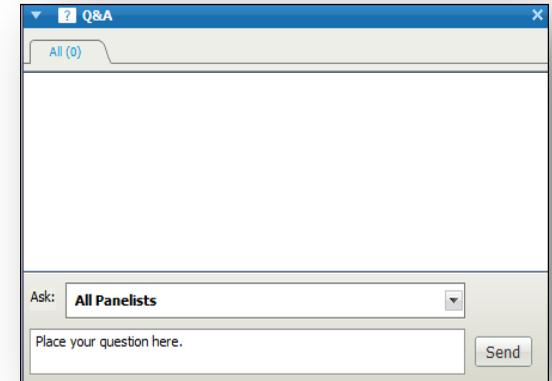 ? Q&A
All (0)
Ask: All Panelists
Place your question here.
Send